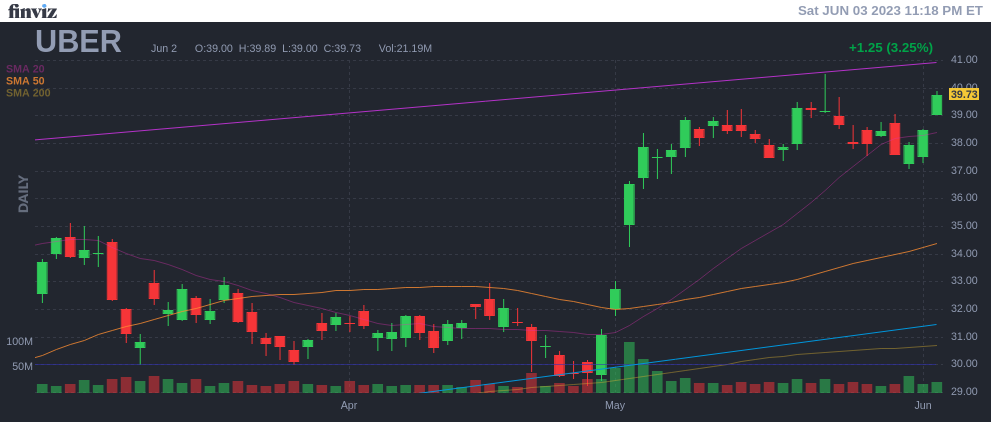 finviz
Sat JUN 03 2023 11:18 PM ET
UBER
Jun 2 O:39.00 H:39.89 L:39.00 C:39.73 Vol:21.19M
+1.25 (3.25%)
SMA 20
SMA 50
SMA 200
DAILY
41.00
40.00
39.73
39.00
38.00
37.00
36.00
35.00
34.00
33.00
32.00
31.00
30.00
29.00
100M
50M
Apr
May
Jun